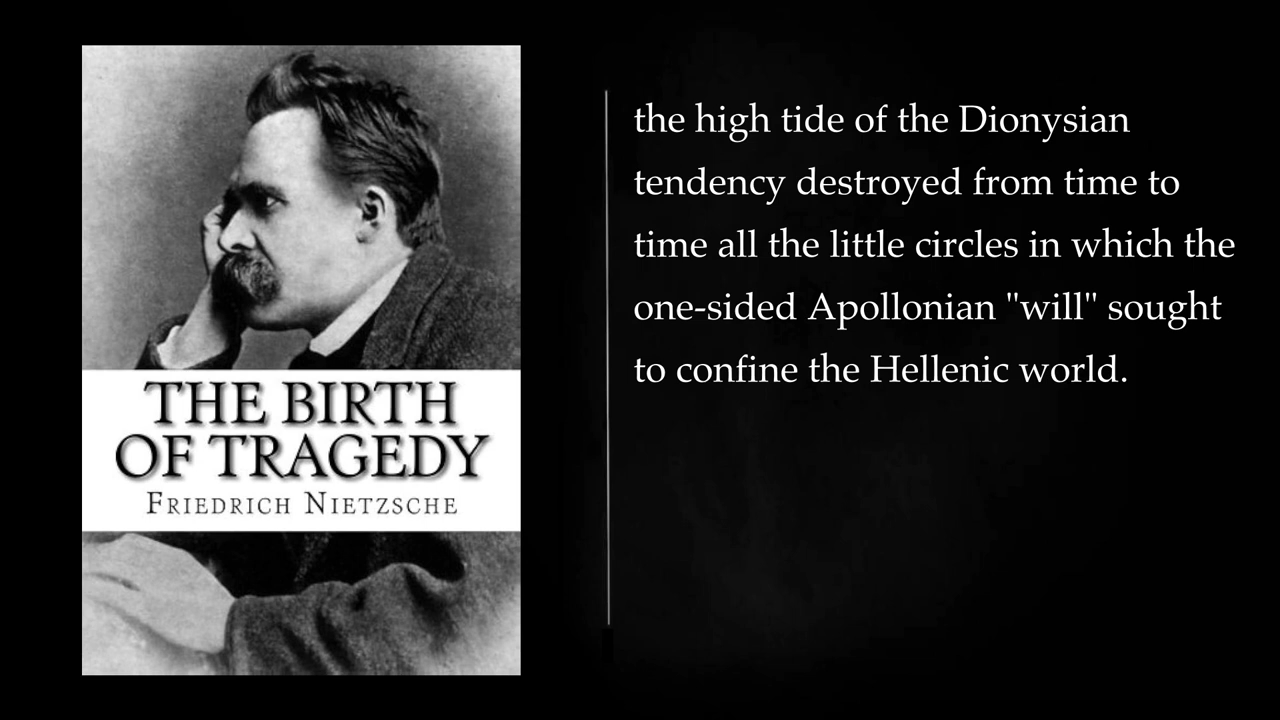 THE BIRTH
OF TRAGEDY
FRIEDRICH NIETZSCHE
the high tide of the Dionysian
tendency destroyed from time to
time all the little circles in which the
one-sided Apollonian "will" sought
to confine the Hellenic world.